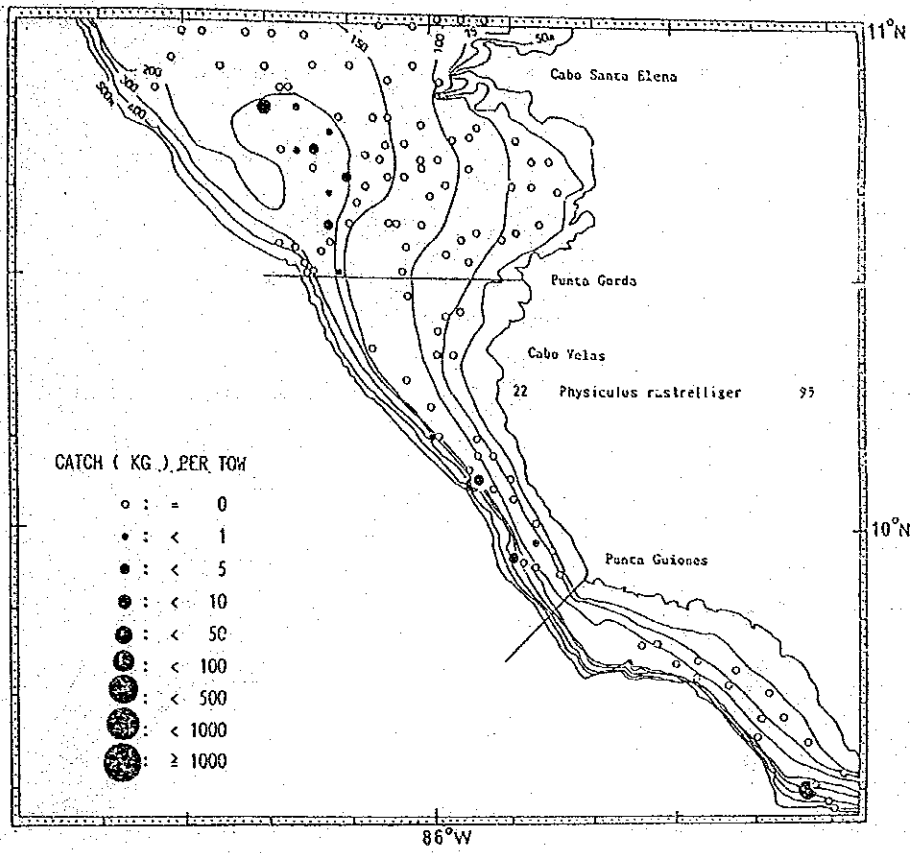 11°N
150
100
75
50m
200
300
400
500m
Cabo Santa Elena
Punta Gorda
Cabo Velas
22 Physiculus rastrelliger 95
CATCH ( KG ) PER TOW
○ : = 0
• : < 1
● : < 5
● : < 10
● : < 50
● : < 100
● : < 500
● : < 1000
● : ≥ 1000
10°N
Punta Guiones
86°W